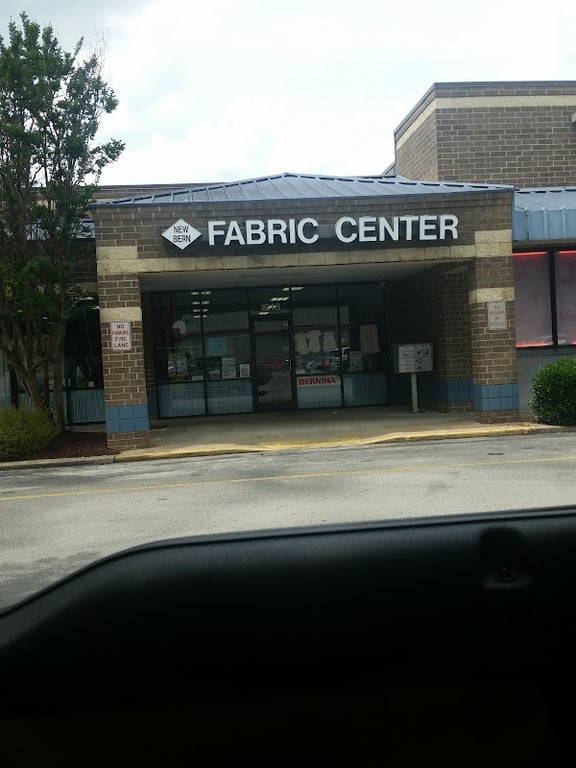 NEW
BERN
FABRIC CENTER
NO
PARKING
FIRE
LANE
BERNINA